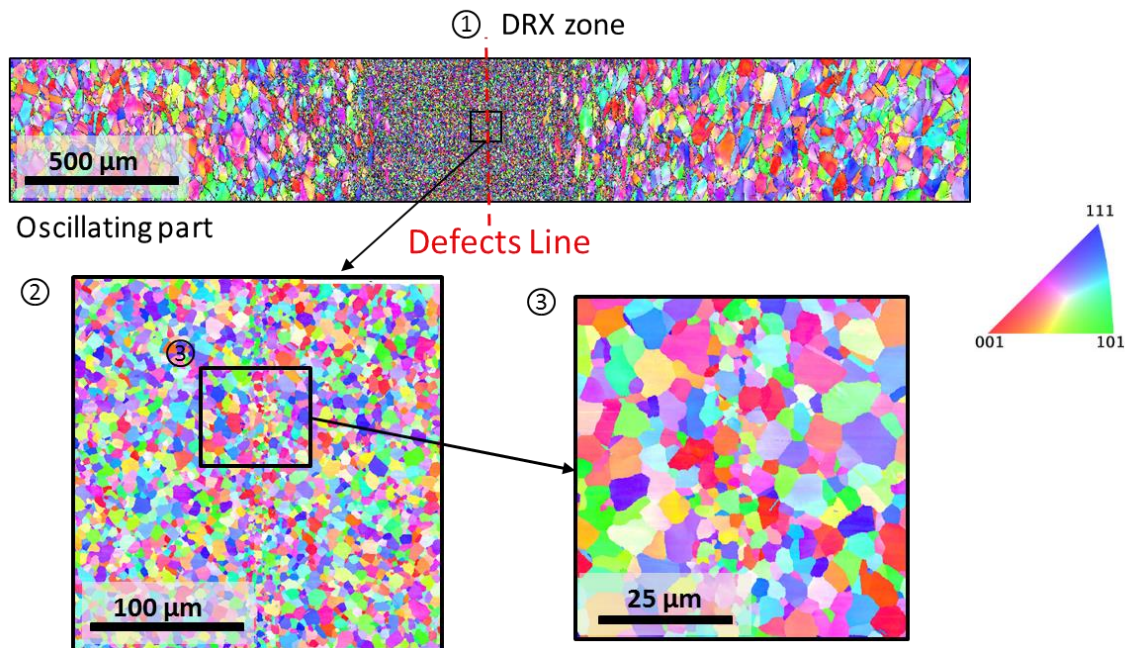 ① DRX zone
500 µm
Oscillating part
Defects Line
111
001
101
②
③
100 µm
③
25 µm